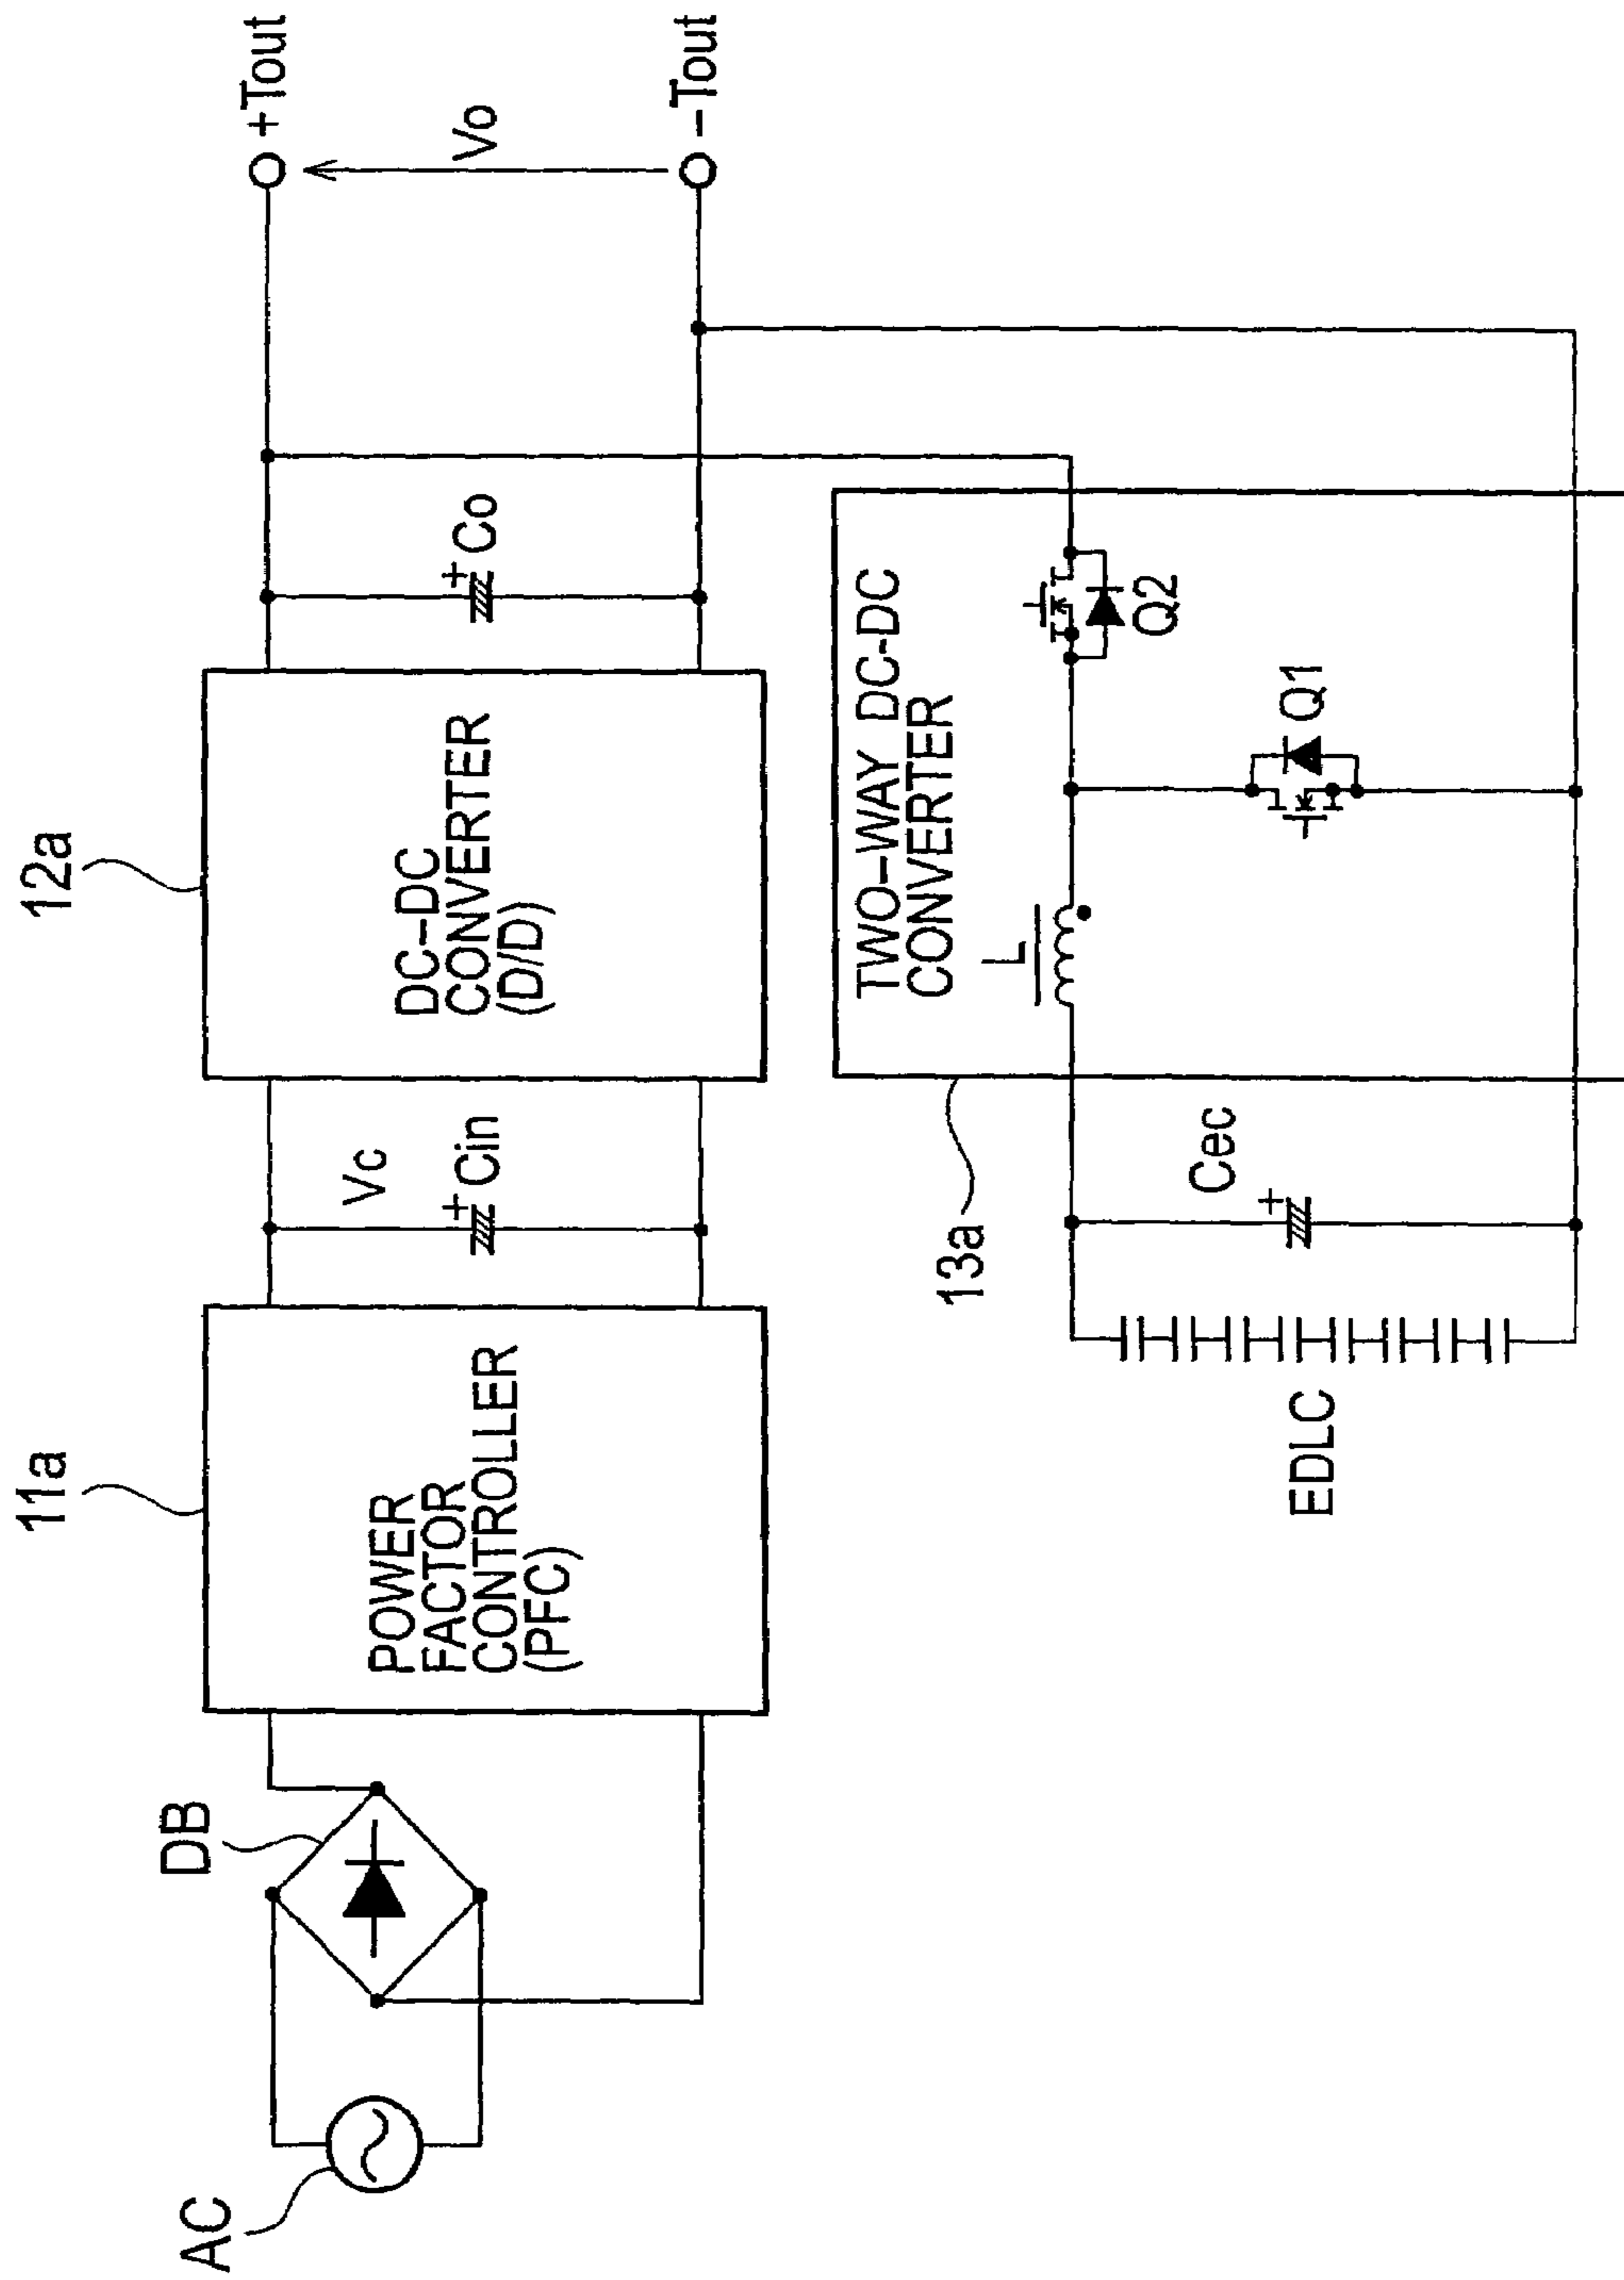 12a
11a
DB
AC
POWER
FACTOR
CONTROLLER
(PFC)
Vc
+
Cin
DC–DC
CONVERTER
(D/D)
+
Co
+Tout
Vo
–Tout
13a
TWO–WAY DC-DC
CONVERTER
L
Q2
Q1
Cec
+
EDLC